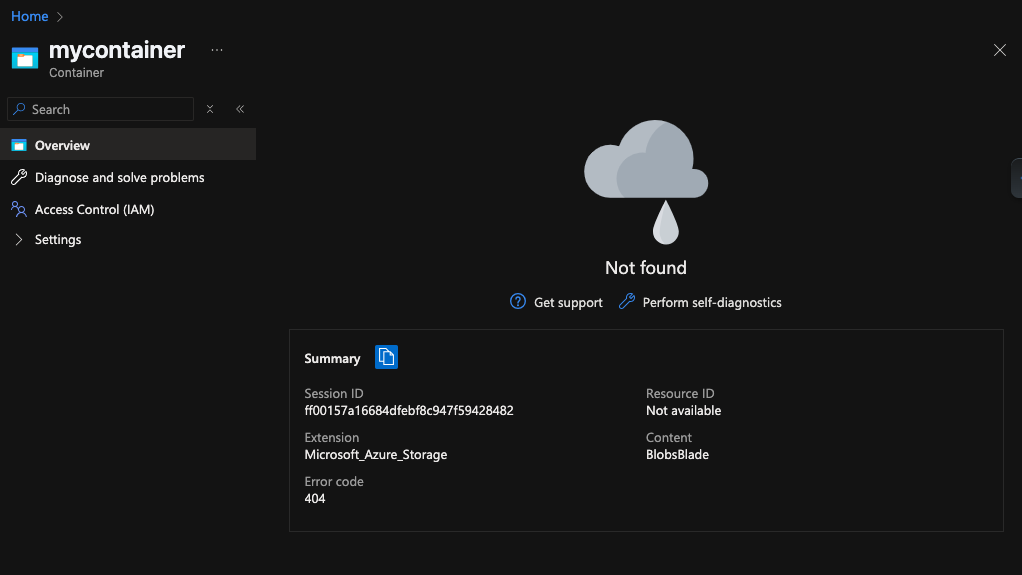 Home
mycontainer ...
Container
Search
Overview
Diagnose and solve problems
Access Control (IAM)
Settings
Not found
Get support Perform self-diagnostics
Summary
Session ID
ff00157a16684dfebf8c947f59428482
Resource ID
Not available
Extension
Microsoft_Azure_Storage
Content
BlobsBlade
Error code
404